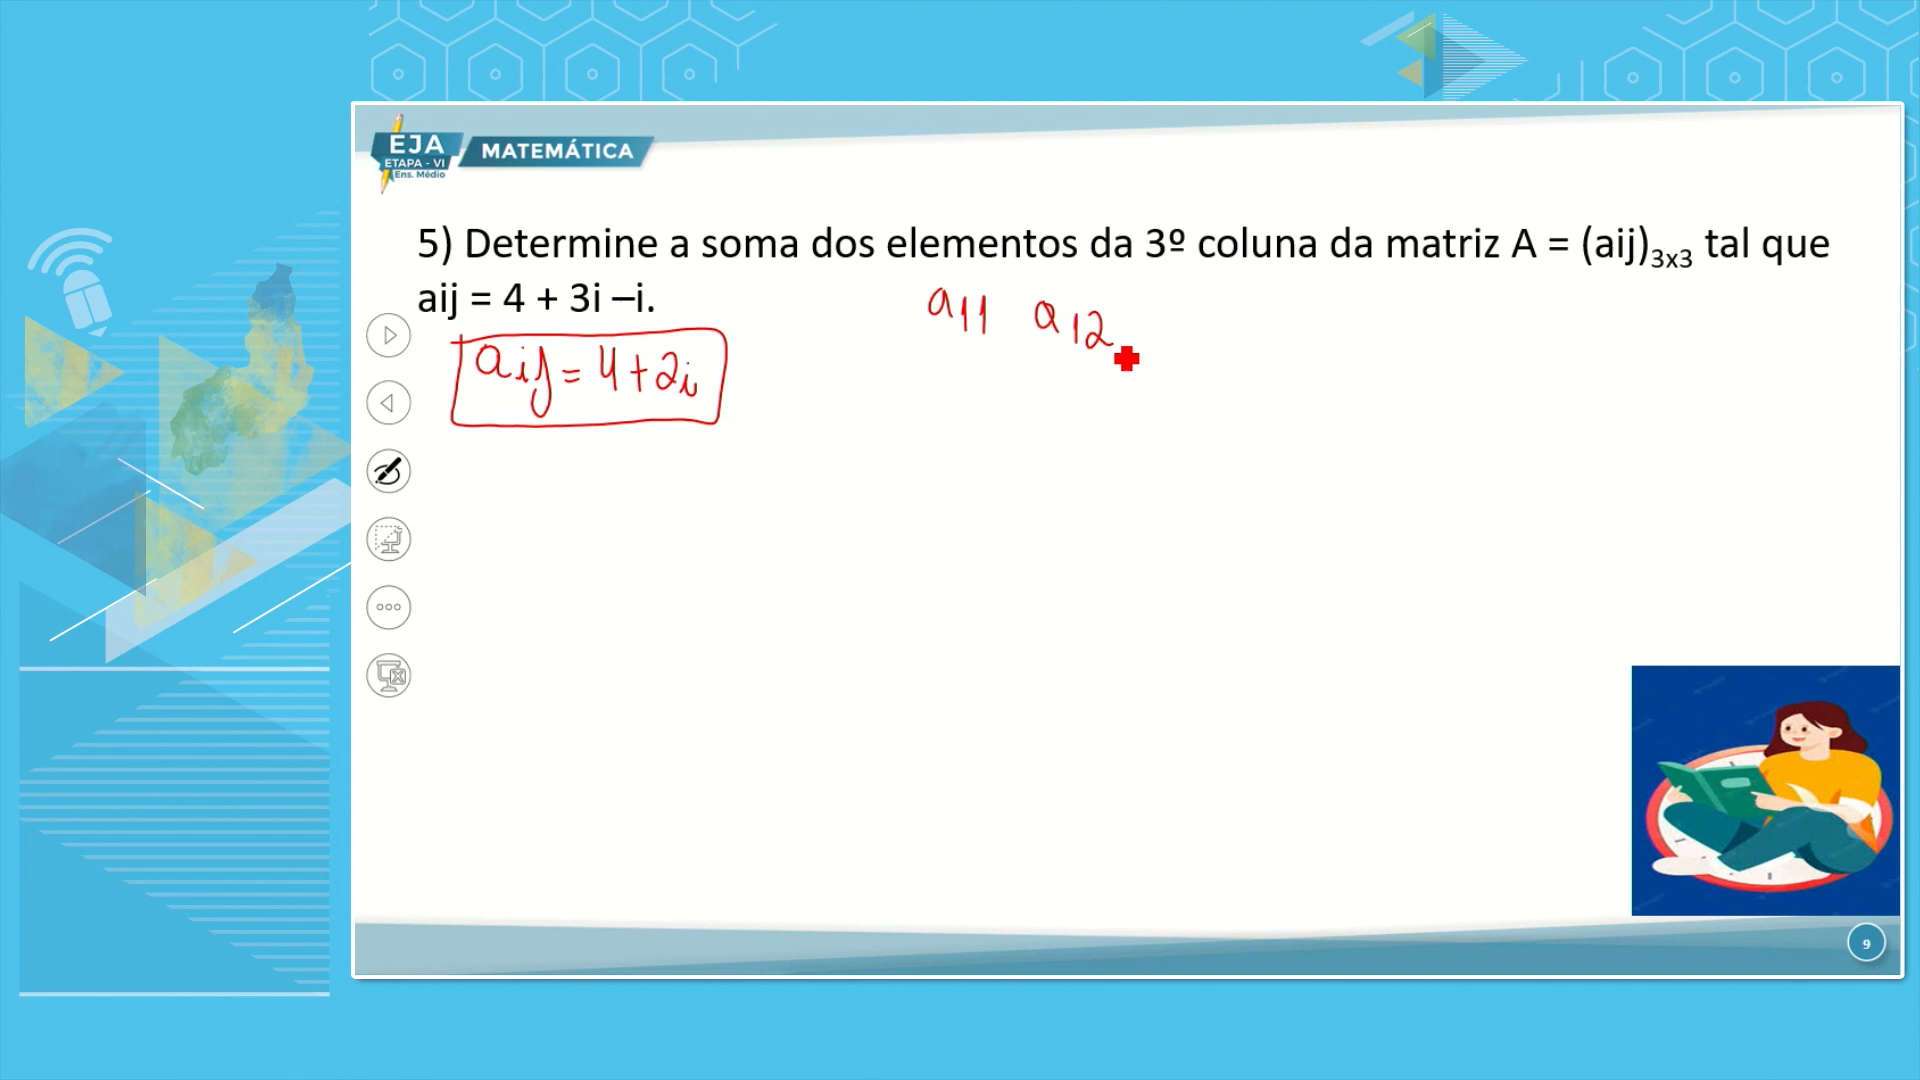 EJA
ETAPA - VI
Ens. Médio
MATEMÁTICA
5) Determine a soma dos elementos da 3º coluna da matriz A = (aij)3x3 tal que
aij = 4 + 3i –i.
a11 a12
aij = 4+2i
9